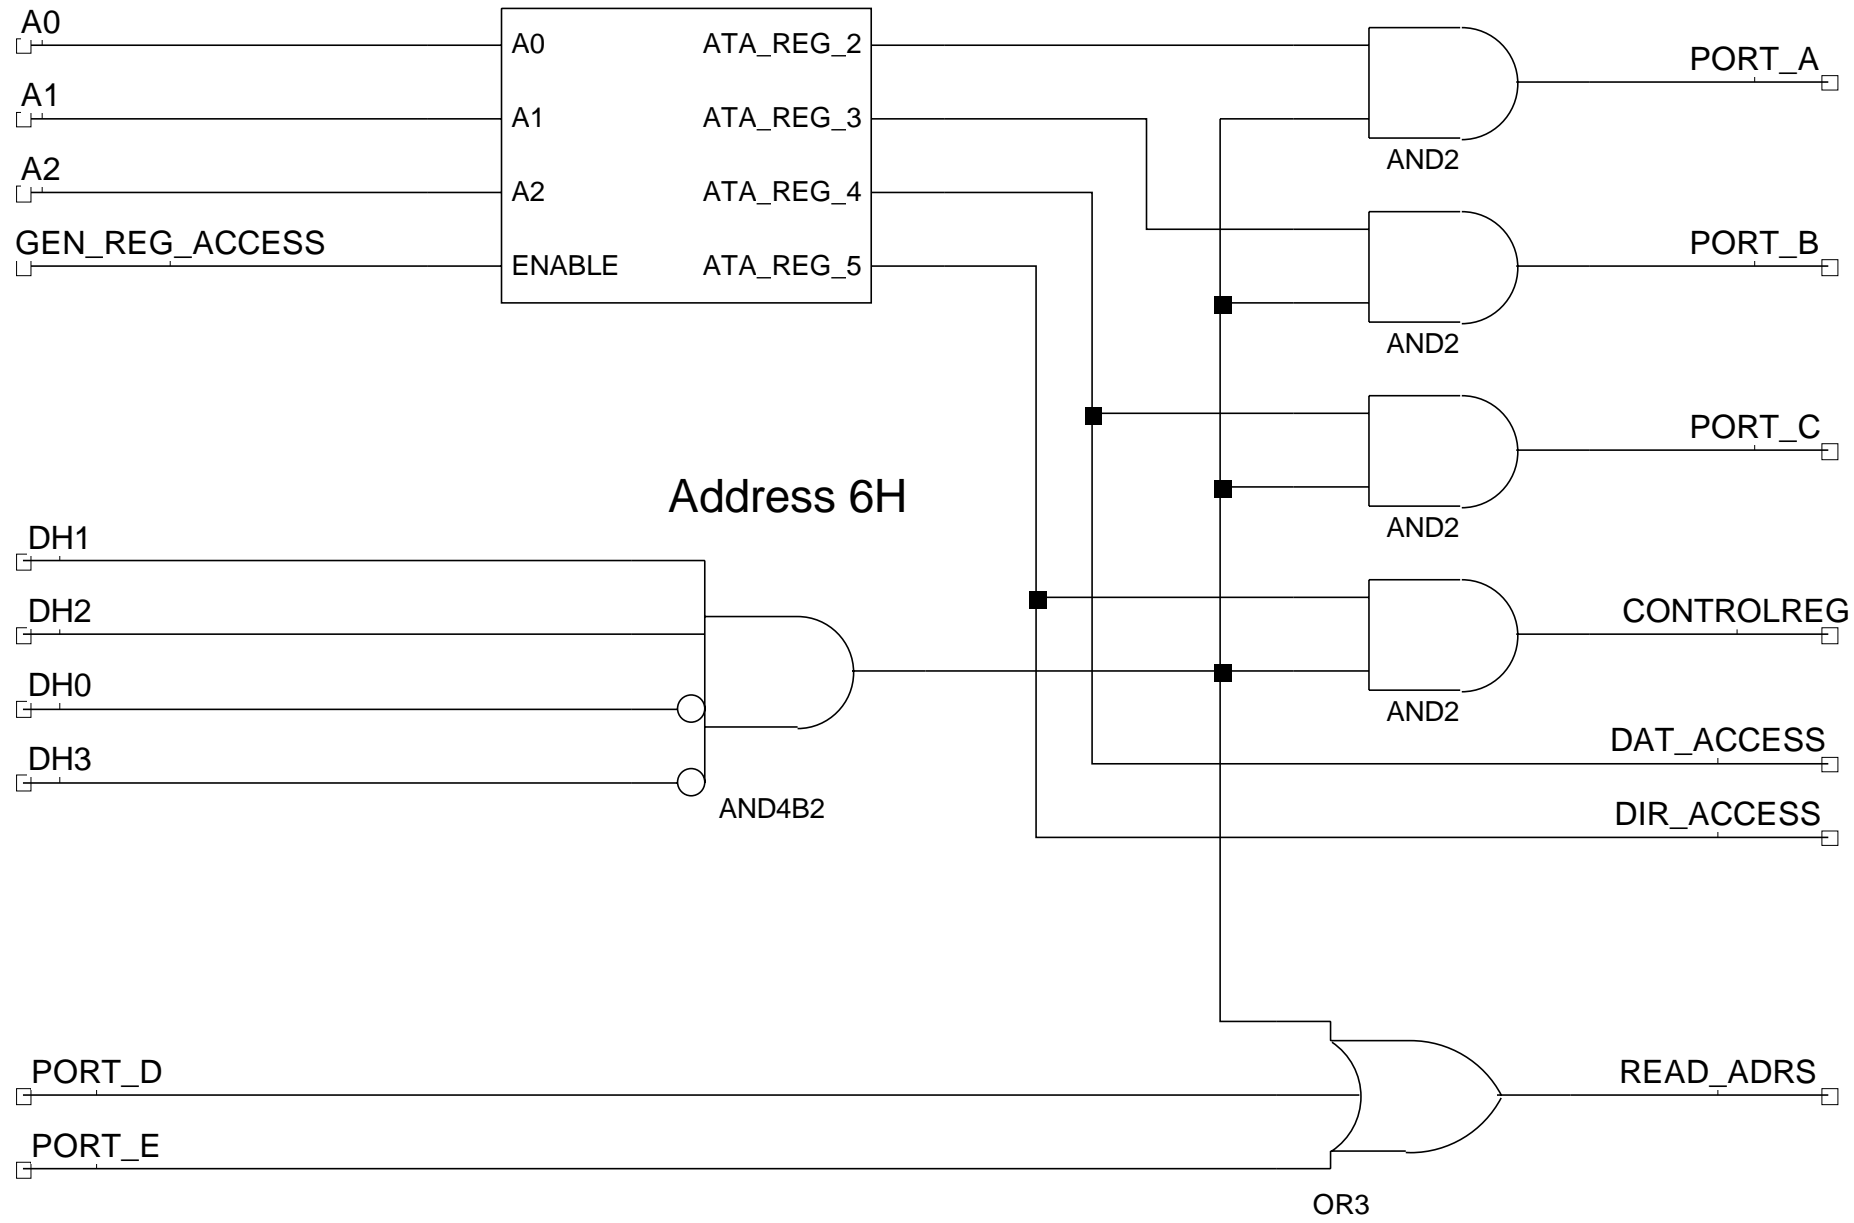 A0
A0
ATA_REG_2
PORT_A
A1
A1
ATA_REG_3
AND2
A2
A2
ATA_REG_4
GEN_REG_ACCESS
PORT_B
ENABLE
ATA_REG_5
AND2
PORT_C
Address 6H
AND2
DH1
DH2
CONTROLREG
DH0
AND2
DH3
DAT_ACCESS
AND4B2
DIR_ACCESS
PORT_D
READ_ADRS
PORT_E
OR3